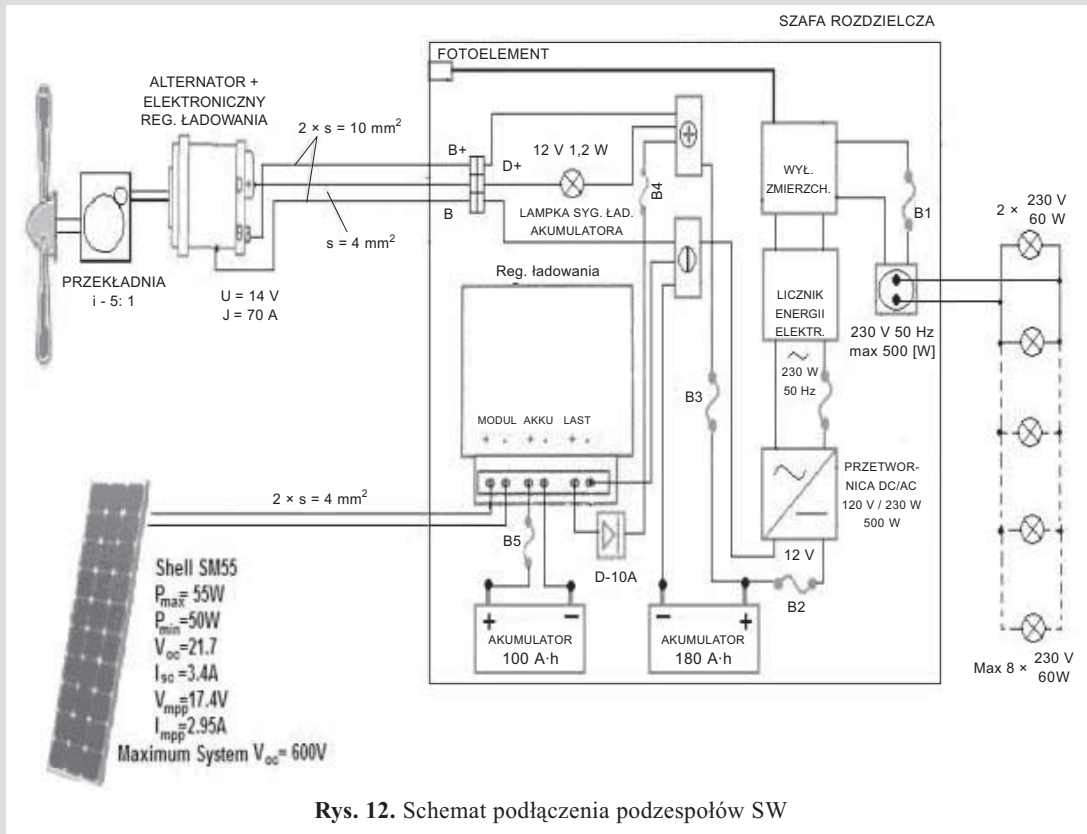 SZAFA ROZDZIELCZA
FOTOELEMENT
ALTERNATOR +
ELEKTRONICZNY
REG. ŁADOWANIA
2 × s = 10 mm²
B+
D+
B
12 V 1,2 W
LAMPKA SYG. ŁAD.
AKUMULATORA
B4
WYŁ.
ZMIERZCH.
B1
2 × 230 V
60 W
s = 4 mm²
PRZEKŁADNIA
i - 5: 1
U = 14 V
J = 70 A
Reg. ładowania
LICZNIK
ENERGII
ELEKTR.
230 V 50 Hz
max 500 [W]
230 W
50 Hz
B3
MODUL AKKU LAST
+ - + - + -
PRZETWOR-
NICA DC/AC
120 V / 230 W
500 W
2 × s = 4 mm²
B5
D-10A
12 V
B2
+ −
AKUMULATOR
100 A·h
− +
AKUMULATOR
180 A·h
Max 8 × 230 V
60W
Shell SM55
Pmax= 55W
Pmin=50W
Voc=21.7
Isc=3.4A
Vmpp=17.4V
Impp=2.95A
Maximum System Voc= 600V
Rys. 12. Schemat podłączenia podzespołów SW